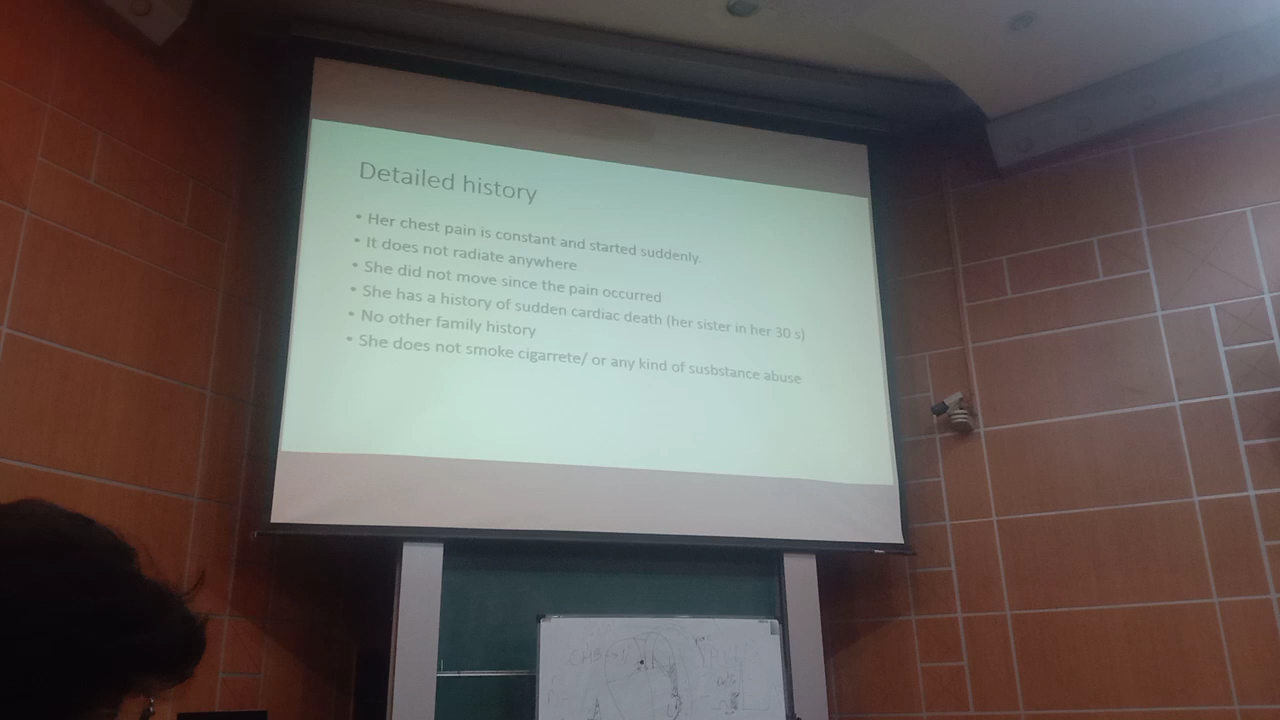 Detailed history
• Her chest pain is constant and started suddenly.
• It does not radiate anywhere
• She did not move since the pain occurred
• She has a history of sudden cardiac death (her sister in her 30 s)
• No other family history
• She does not smoke cigarrete/ or any kind of susbstance abuse